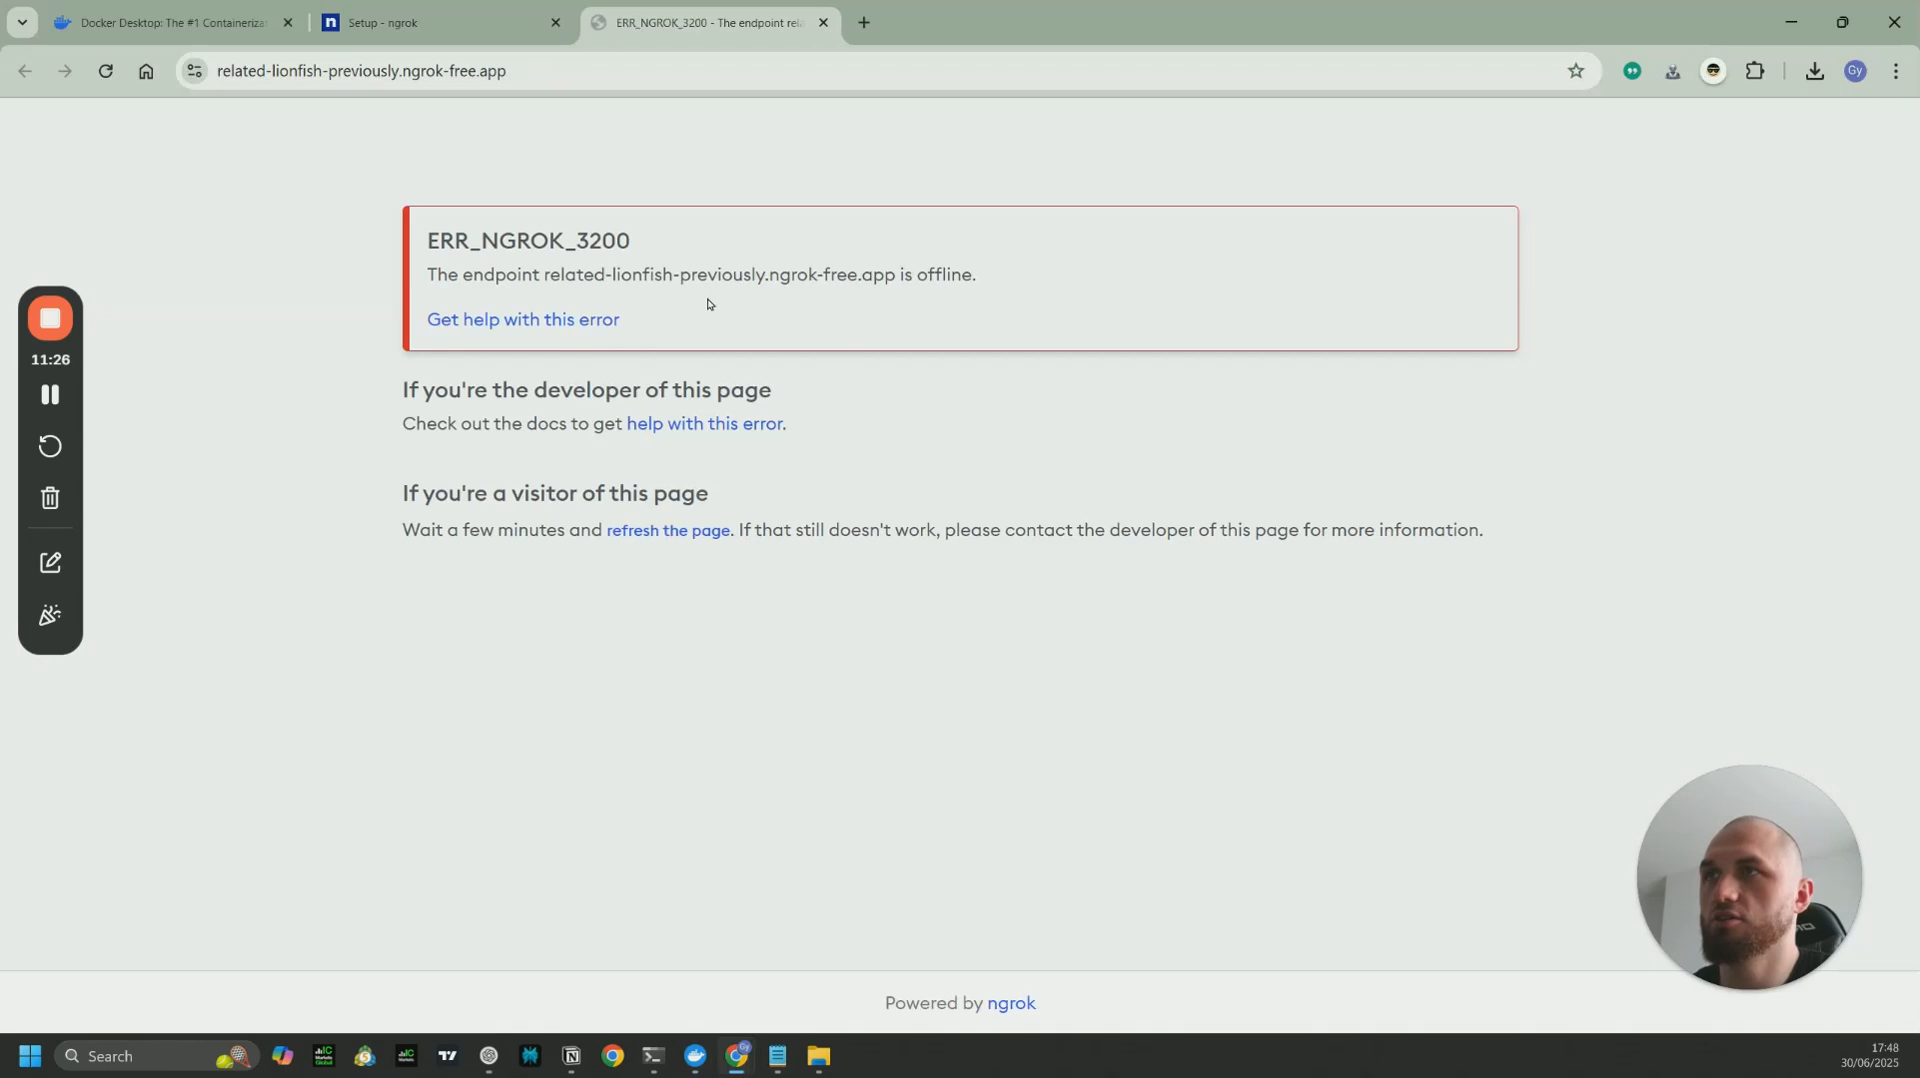 Docker Desktop: The #1 Containeriza
Setup - ngrok
ERR_NGROK_3200 - The endpoint rel
related-lionfish-previously.ngrok-free.app
Gy
ERR_NGROK_3200
The endpoint related-lionfish-previously.ngrok-free.app is offline.
Get help with this error
11:26
If you're the developer of this page
Check out the docs to get help with this error.
If you're a visitor of this page
Wait a few minutes and refresh the page. If that still doesn't work, please contact the developer of this page for more information.
Powered by ngrok
Search
17:48
30/06/2025